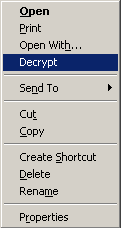 Open
Print
Open With...
Decrypt
Send To
Cut
Copy
Create Shortcut
Delete
Rename
Properties